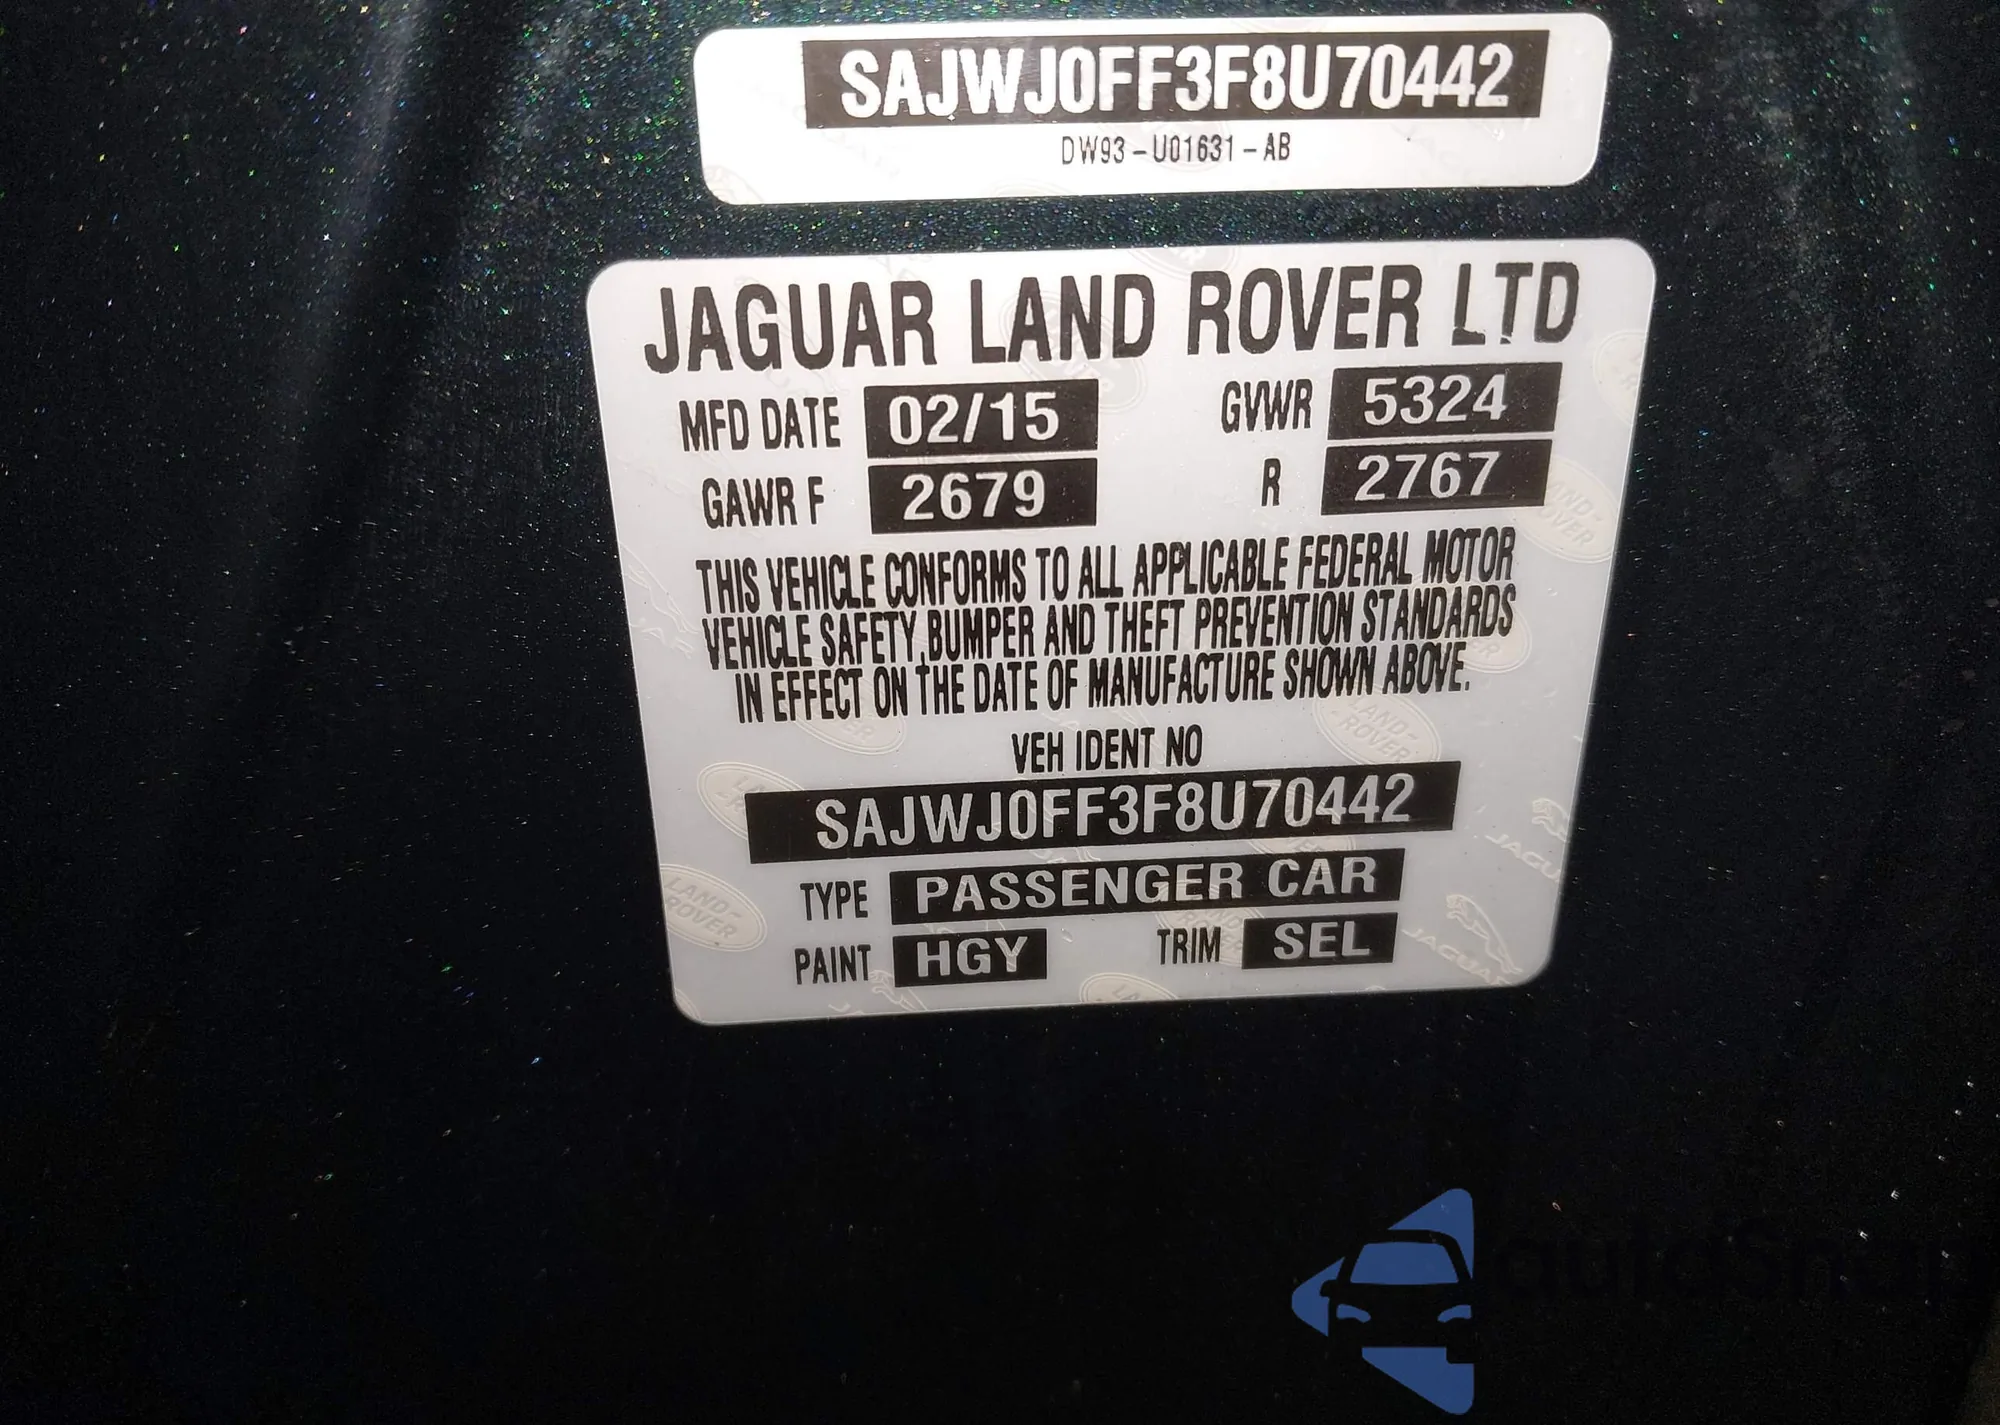 SAJWJ0FF3F8U70442
DW93-U01631-AB
JAGUAR LAND ROVER LTD
MFD DATE 02/15 GVWR 5324
GAWR F 2679 R 2767
THIS VEHICLE CONFORMS TO ALL APPLICABLE FEDERAL MOTOR
VEHICLE SAFETY, BUMPER AND THEFT PREVENTION STANDARDS
IN EFFECT ON THE DATE OF MANUFACTURE SHOWN ABOVE.
VEH IDENT NO
SAJWJ0FF3F8U70442
TYPE PASSENGER CAR
PAINT HGY TRIM SEL